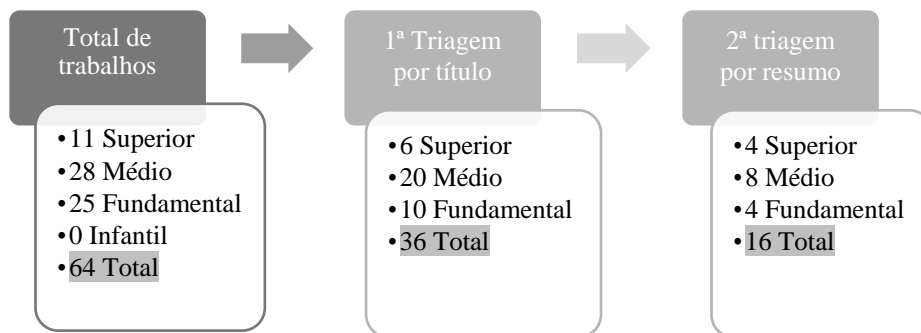 Total de
trabalhos
•11 Superior
•28 Médio
•25 Fundamental
•0 Infantil
•64 Total
1ª Triagem
por título
•6 Superior
•20 Médio
•10 Fundamental
•36 Total
2ª triagem
por resumo
•4 Superior
•8 Médio
•4 Fundamental
•16 Total